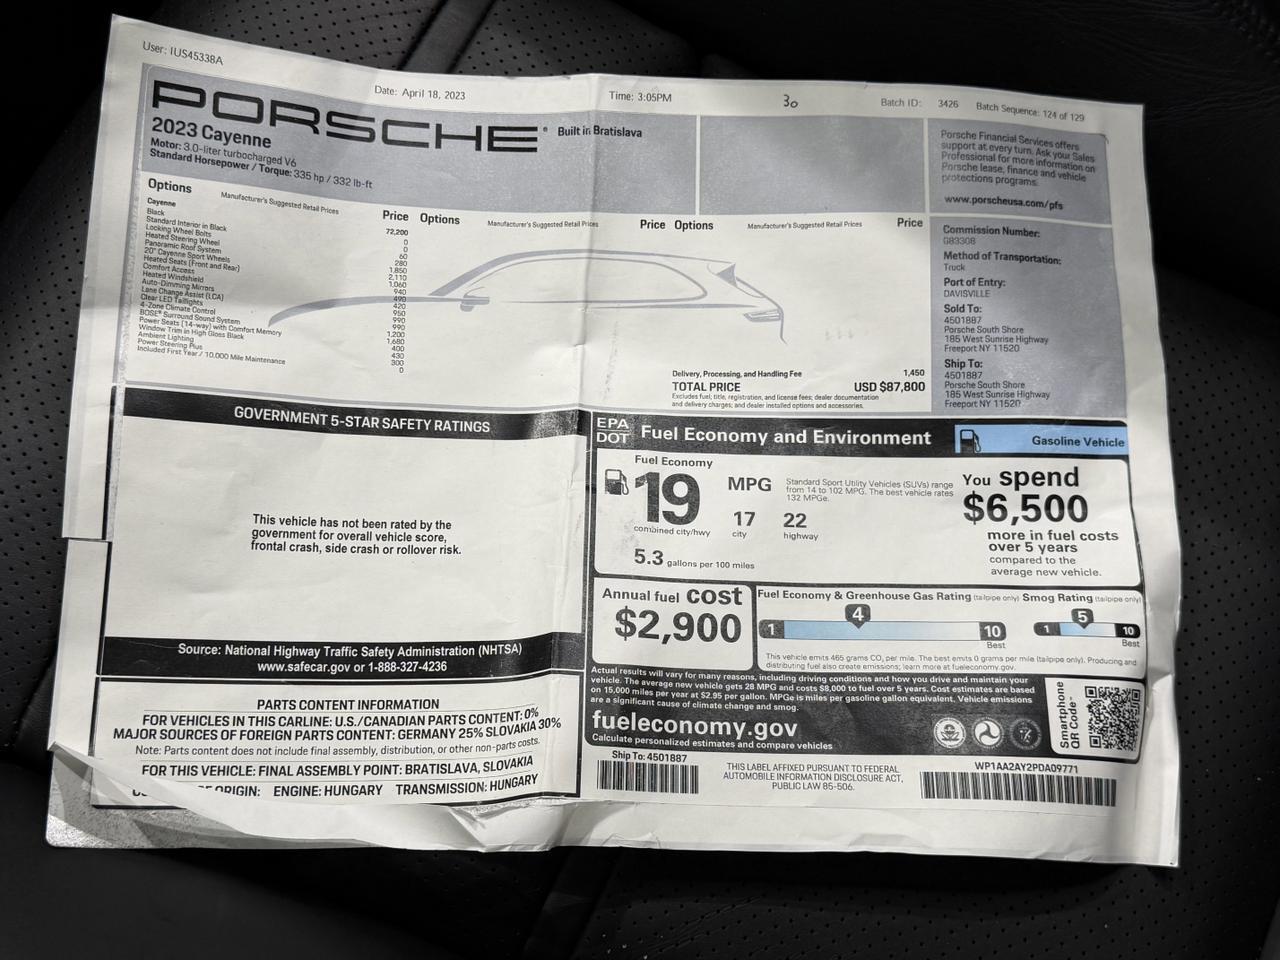 User: IUS45338A
Date: April 18, 2023
Time: 3:05PM
30
Batch ID: 3426
Batch Sequence: 124 of 129
PORSCHE
2023 Cayenne
Motor: 3.0-liter turbocharged V6
Standard Horsepower / Torque: 335 hp / 332 lb-ft
Built in Bratislava
Porsche Financial Services offers
support at every turn. Ask your Sales
Professional for more information on
Porsche lease, finance and vehicle
protections programs.
www.porscheusa.com/pfs
Options Manufacturer's Suggested Retail Prices Price
Options Manufacturer's Suggested Retail Prices Price
Options Manufacturer's Suggested Retail Prices Price
Cayenne 72,200
Black 0
Standard Interior in Black 0
Locking Wheel Bolts 60
Heated Steering Wheel 280
Panoramic Roof System 1,850
20" Cayenne Sport Wheels 2,110
Heated Seats (Front and Rear) 1,060
Comfort Access 940
Heated Windshield 490
Auto-Dimming Mirrors 420
Lane Change Assist (LCA) 950
Clear LED Taillights 990
4-Zone Climate Control 990
BOSE® Surround Sound System 1,200
Power Seats (14-way) with Comfort Memory 1,680
Window Trim in High Gloss Black 400
Ambient Lighting 430
Power Steering Plus 300
Included First Year / 10,000 Mile Maintenance 0
Delivery, Processing, and Handling Fee 1,450
TOTAL PRICE USD $87,800
Excludes fuel; title, registration, and license fees; dealer documentation
and delivery charges; and dealer installed options and accessories.
Commission Number:
G83308
Method of Transportation:
Truck
Port of Entry:
DAVISVILLE
Sold To:
4501887
Porsche South Shore
185 West Sunrise Highway
Freeport NY 11520
Ship To:
4501887
Porsche South Shore
185 West Sunrise Highway
Freeport NY 11520
GOVERNMENT 5-STAR SAFETY RATINGS
This vehicle has not been rated by the
government for overall vehicle score,
frontal crash, side crash or rollover risk.
Source: National Highway Traffic Safety Administration (NHTSA)
www.safecar.gov or 1-888-327-4236
PARTS CONTENT INFORMATION
FOR VEHICLES IN THIS CARLINE: U.S./CANADIAN PARTS CONTENT: 0%
MAJOR SOURCES OF FOREIGN PARTS CONTENT: GERMANY 25% SLOVAKIA 30%
Note: Parts content does not include final assembly, distribution, or other non-parts costs.
FOR THIS VEHICLE: FINAL ASSEMBLY POINT: BRATISLAVA, SLOVAKIA
ORIGIN: ENGINE: HUNGARY TRANSMISSION: HUNGARY
EPA
DOT
Fuel Economy and Environment
Gasoline Vehicle
Fuel Economy
19
MPG
combined city/hwy
17
city
22
highway
Standard Sport Utility Vehicles (SUVs) range
from 14 to 102 MPG. The best vehicle rates
132 MPGe.
5.3 gallons per 100 miles
You spend
$6,500
more in fuel costs
over 5 years
compared to the
average new vehicle.
Annual fuel cost
$2,900
Fuel Economy & Greenhouse Gas Rating (tailpipe only)
1
4
10
Best
Smog Rating (tailpipe only)
1
5
10
Best
This vehicle emits 465 grams CO₂ per mile. The best emits 0 grams per mile (tailpipe only). Producing and
distributing fuel also create emissions; learn more at fueleconomy.gov.
Actual results will vary for many reasons, including driving conditions and how you drive and maintain your
vehicle. The average new vehicle gets 28 MPG and costs $8,000 to fuel over 5 years. Cost estimates are based
on 15,000 miles per year at $2.95 per gallon. MPGe is miles per gasoline gallon equivalent. Vehicle emissions
are a significant cause of climate change and smog.
fueleconomy.gov
Calculate personalized estimates and compare vehicles
Smartphone
QR Code™
Ship To: 4501887
THIS LABEL AFFIXED PURSUANT TO FEDERAL
AUTOMOBILE INFORMATION DISCLOSURE ACT,
PUBLIC LAW 85-506.
WP1AA2AY2PDA09771